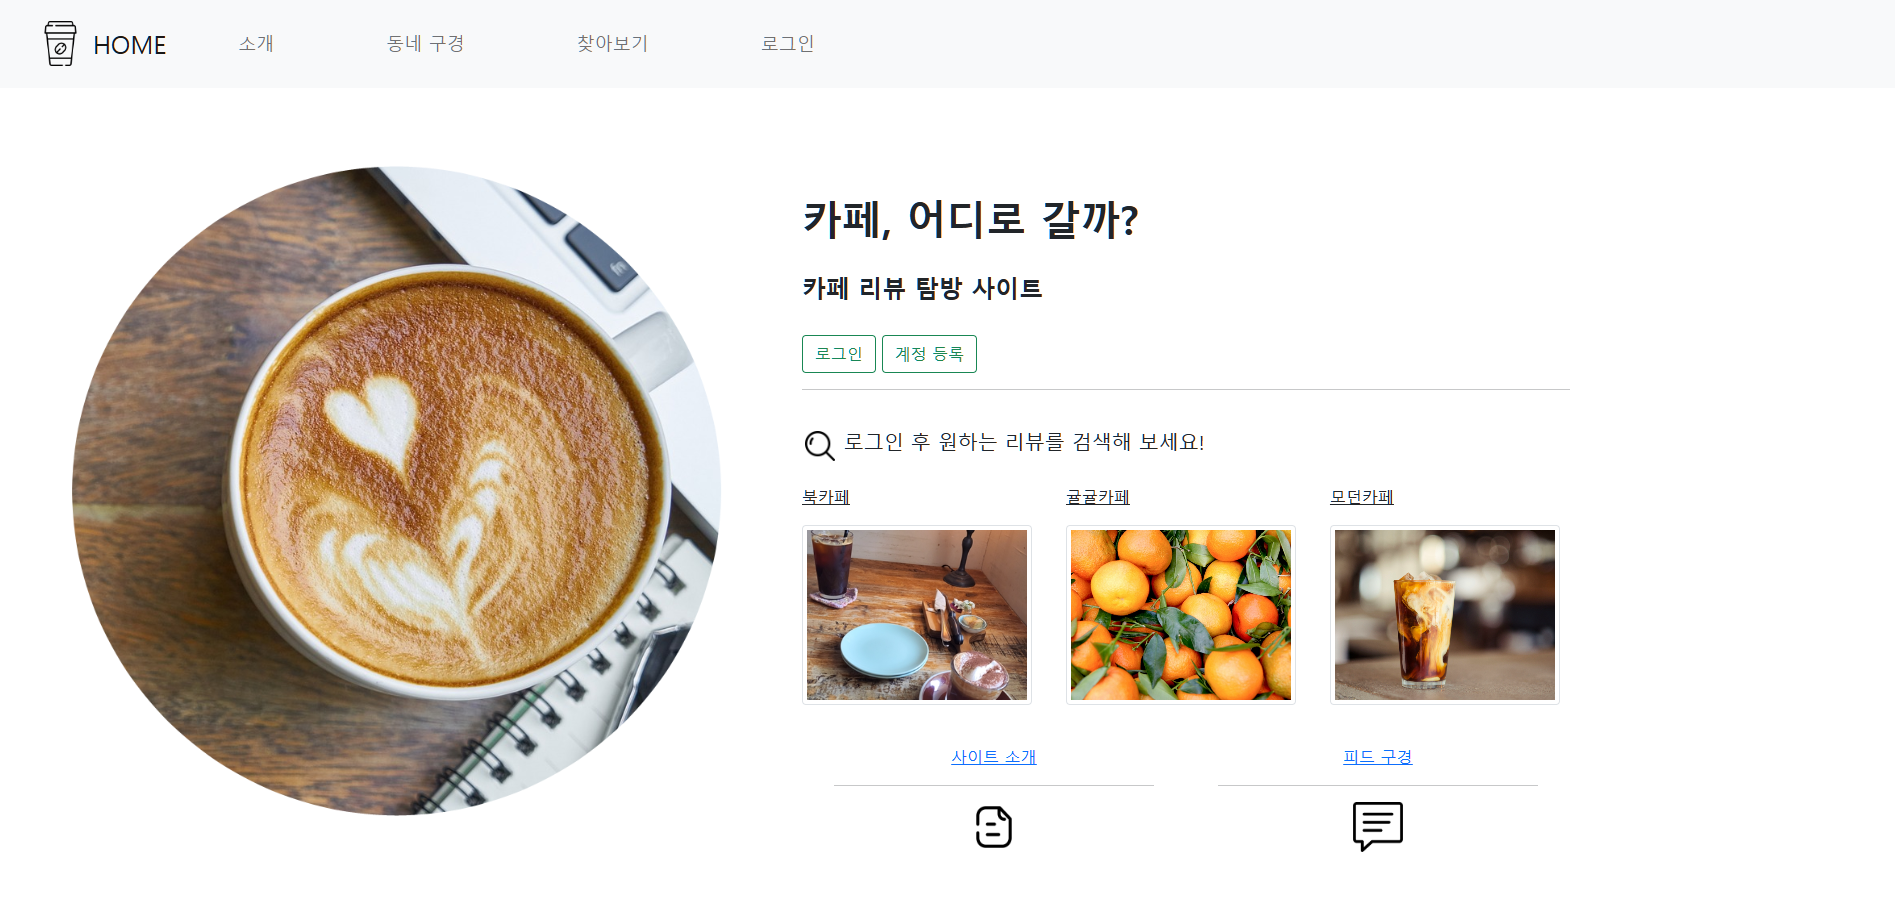 HOME 소개 동네 구경 찾아보기 로그인
카페, 어디로 갈까?
카페 리뷰 탐방 사이트
로그인 계정 등록
로그인 후 원하는 리뷰를 검색해 보세요!
북카페 귤귤카페 모던카페
fn
사이트 소개 피드 구경